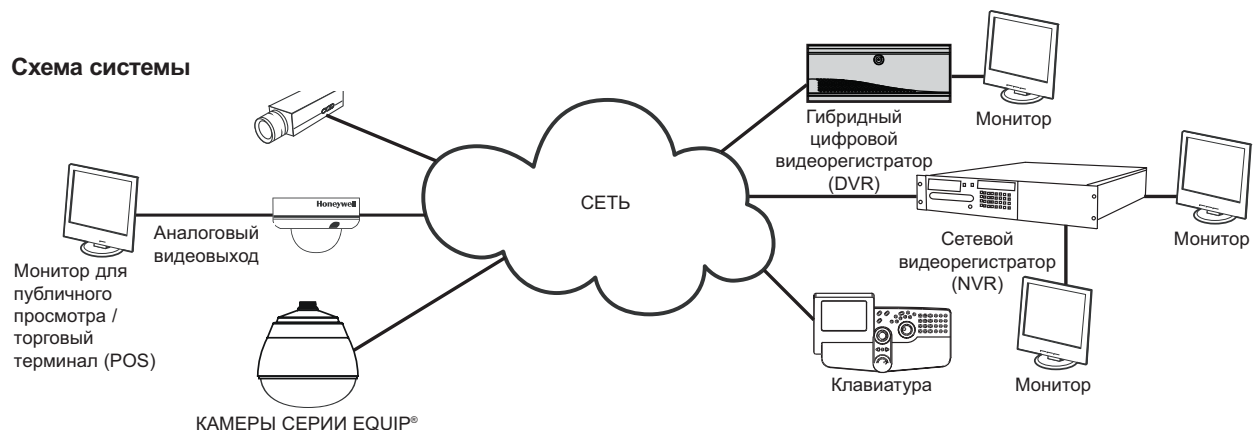 Схема системы
Honeywell
Аналоговый
видеовыход
Монитор для
публичного
просмотра /
торговый
терминал (POS)
КАМЕРЫ СЕРИИ EQUIP®
СЕТЬ
Гибридный
цифровой
видеорегистратор
(DVR)
Монитор
Сетевой
видеорегистратор
(NVR)
Монитор
Клавиатура
Монитор